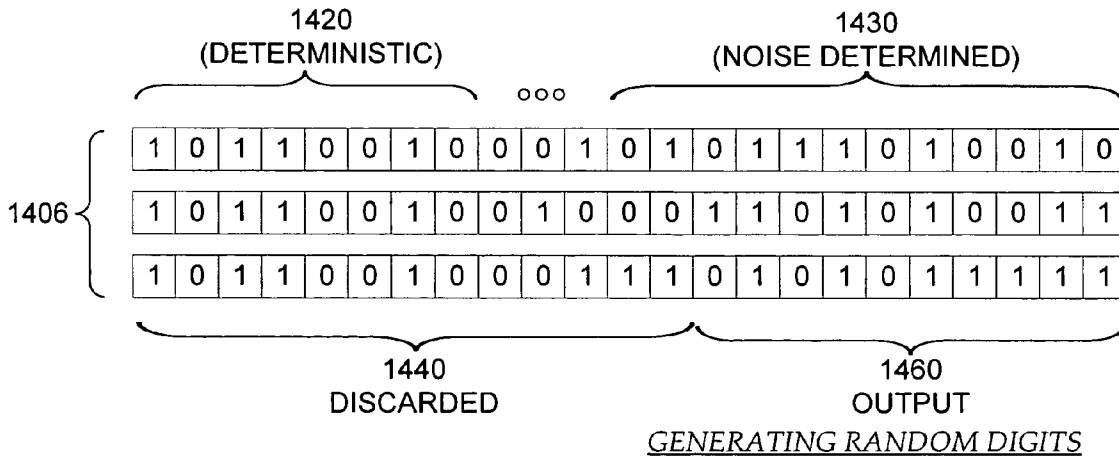 1420
(DETERMINISTIC)
1430
(NOISE DETERMINED)
1 0 1 1 0 0 1 0 0 0 1 0 1 0 1 1 1 0 1 0 0 1 0
1406
1 0 1 1 0 0 1 0 0 1 0 0 0 1 1 0 1 0 1 0 0 1 1
1 0 1 1 0 0 1 0 0 0 1 1 1 0 1 0 1 0 1 1 1 1 1
1440
DISCARDED
1460
OUTPUT
GENERATING RANDOM DIGITS